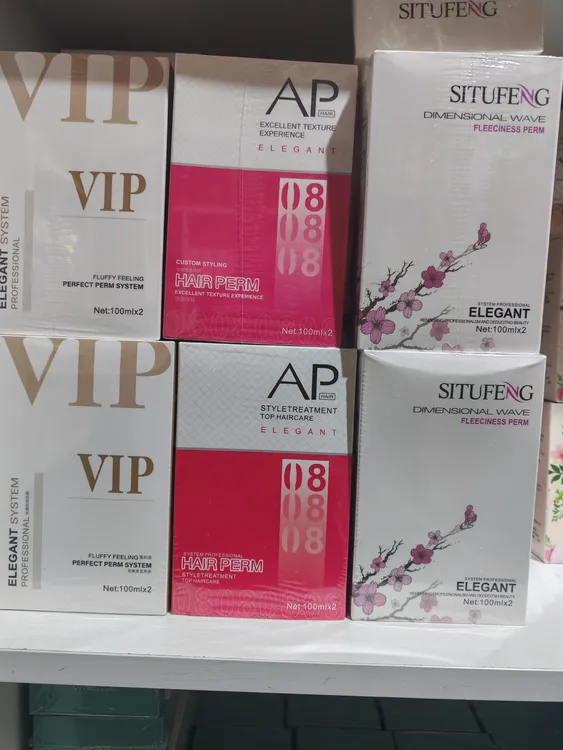 SITUFENG
VIP
VIP
ELEGANT SYSTEM
PROFESSIONAL
FLUFFY FEELING
PERFECT PERM SYSTEM
Net:100mlx2
AP
HAIR
EXCELLENT TEXTURE
EXPERIENCE
ELEGANT
08
08
08
CUSTOM STYLING
HAIR PERM
EXCELLENT TEXTURE EXPERIENCE
Net:100mlx2
SITUFENG
DIMENSIONAL WAVE
FLEECINESS PERM
SYSTEM PROFESSIONAL
ELEGANT
Net:100mlx2
VIP
VIP
ELEGANT SYSTEM
PROFESSIONAL
FLUFFY FEELING
PERFECT PERM SYSTEM
Net:100mlx2
AP
HAIR
STYLETREATMENT
TOP HAIRCARE
ELEGANT
08
08
08
SYSTEM PROFESSIONAL
HAIR PERM
STYLETREATMENT
TOP HAIRCARE
Net:100mlx2
SITUFENG
DIMENSIONAL WAVE
FLEECINESS PERM
SYSTEM PROFESSIONAL
ELEGANT
Net:100mlx2